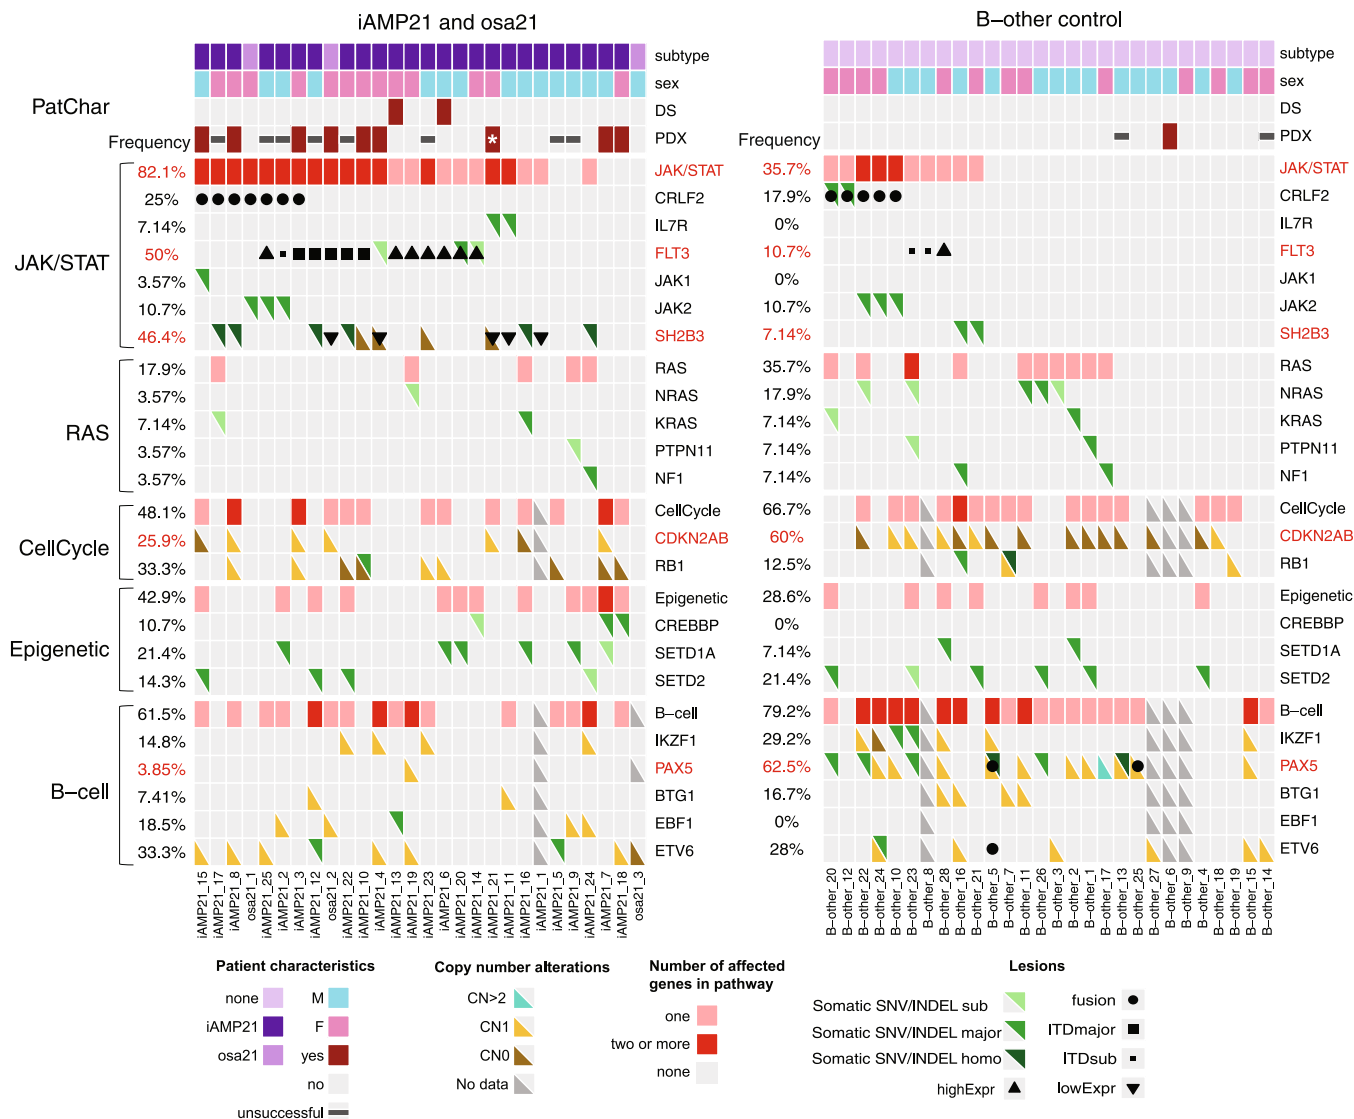 iAMP21 and osa21
B−other control
subtype
sex
DS
PDX
PatChar
Frequency
*
82.1% JAK/STAT
25% CRLF2
7.14% IL7R
50% FLT3
3.57% JAK1
10.7% JAK2
46.4% SH2B3
JAK/STAT
17.9% RAS
3.57% NRAS
7.14% KRAS
3.57% PTPN11
3.57% NF1
RAS
48.1% CellCycle
25.9% CDKN2AB
33.3% RB1
CellCycle
42.9% Epigenetic
10.7% CREBBP
21.4% SETD1A
14.3% SETD2
Epigenetic
61.5% B−cell
14.8% IKZF1
3.85% PAX5
7.41% BTG1
18.5% EBF1
33.3% ETV6
B−cell
iAMP21_15
iAMP21_17
iAMP21_8
osa21_1
iAMP21_25
iAMP21_2
iAMP21_3
iAMP21_12
osa21_2
iAMP21_22
iAMP21_10
iAMP21_4
iAMP21_13
iAMP21_19
iAMP21_23
iAMP21_6
iAMP21_20
iAMP21_14
iAMP21_21
iAMP21_11
iAMP21_16
iAMP21_1
iAMP21_5
iAMP21_9
iAMP21_24
iAMP21_7
iAMP21_18
osa21_3
subtype
sex
DS
PDX
Frequency
35.7% JAK/STAT
17.9% CRLF2
0% IL7R
10.7% FLT3
0% JAK1
10.7% JAK2
7.14% SH2B3
35.7% RAS
17.9% NRAS
7.14% KRAS
7.14% PTPN11
7.14% NF1
66.7% CellCycle
60% CDKN2AB
12.5% RB1
28.6% Epigenetic
0% CREBBP
7.14% SETD1A
21.4% SETD2
79.2% B−cell
29.2% IKZF1
62.5% PAX5
16.7% BTG1
0% EBF1
28% ETV6
B−other_20
B−other_12
B−other_22
B−other_24
B−other_10
B−other_23
B−other_8
B−other_28
B−other_16
B−other_21
B−other_5
B−other_7
B−other_11
B−other_26
B−other_3
B−other_2
B−other_1
B−other_17
B−other_13
B−other_25
B−other_27
B−other_6
B−other_9
B−other_4
B−other_18
B−other_19
B−other_15
B−other_14
Patient characteristics
none M
iAMP21 F
osa21 yes
no
unsuccessful
Copy number alterations
CN>2
CN1
CN0
No data
Number of affected
genes in pathway
one
two or more
none
Lesions
Somatic SNV/INDEL sub
Somatic SNV/INDEL major
Somatic SNV/INDEL homo
highExpr
fusion
ITDmajor
ITDsub
lowExpr